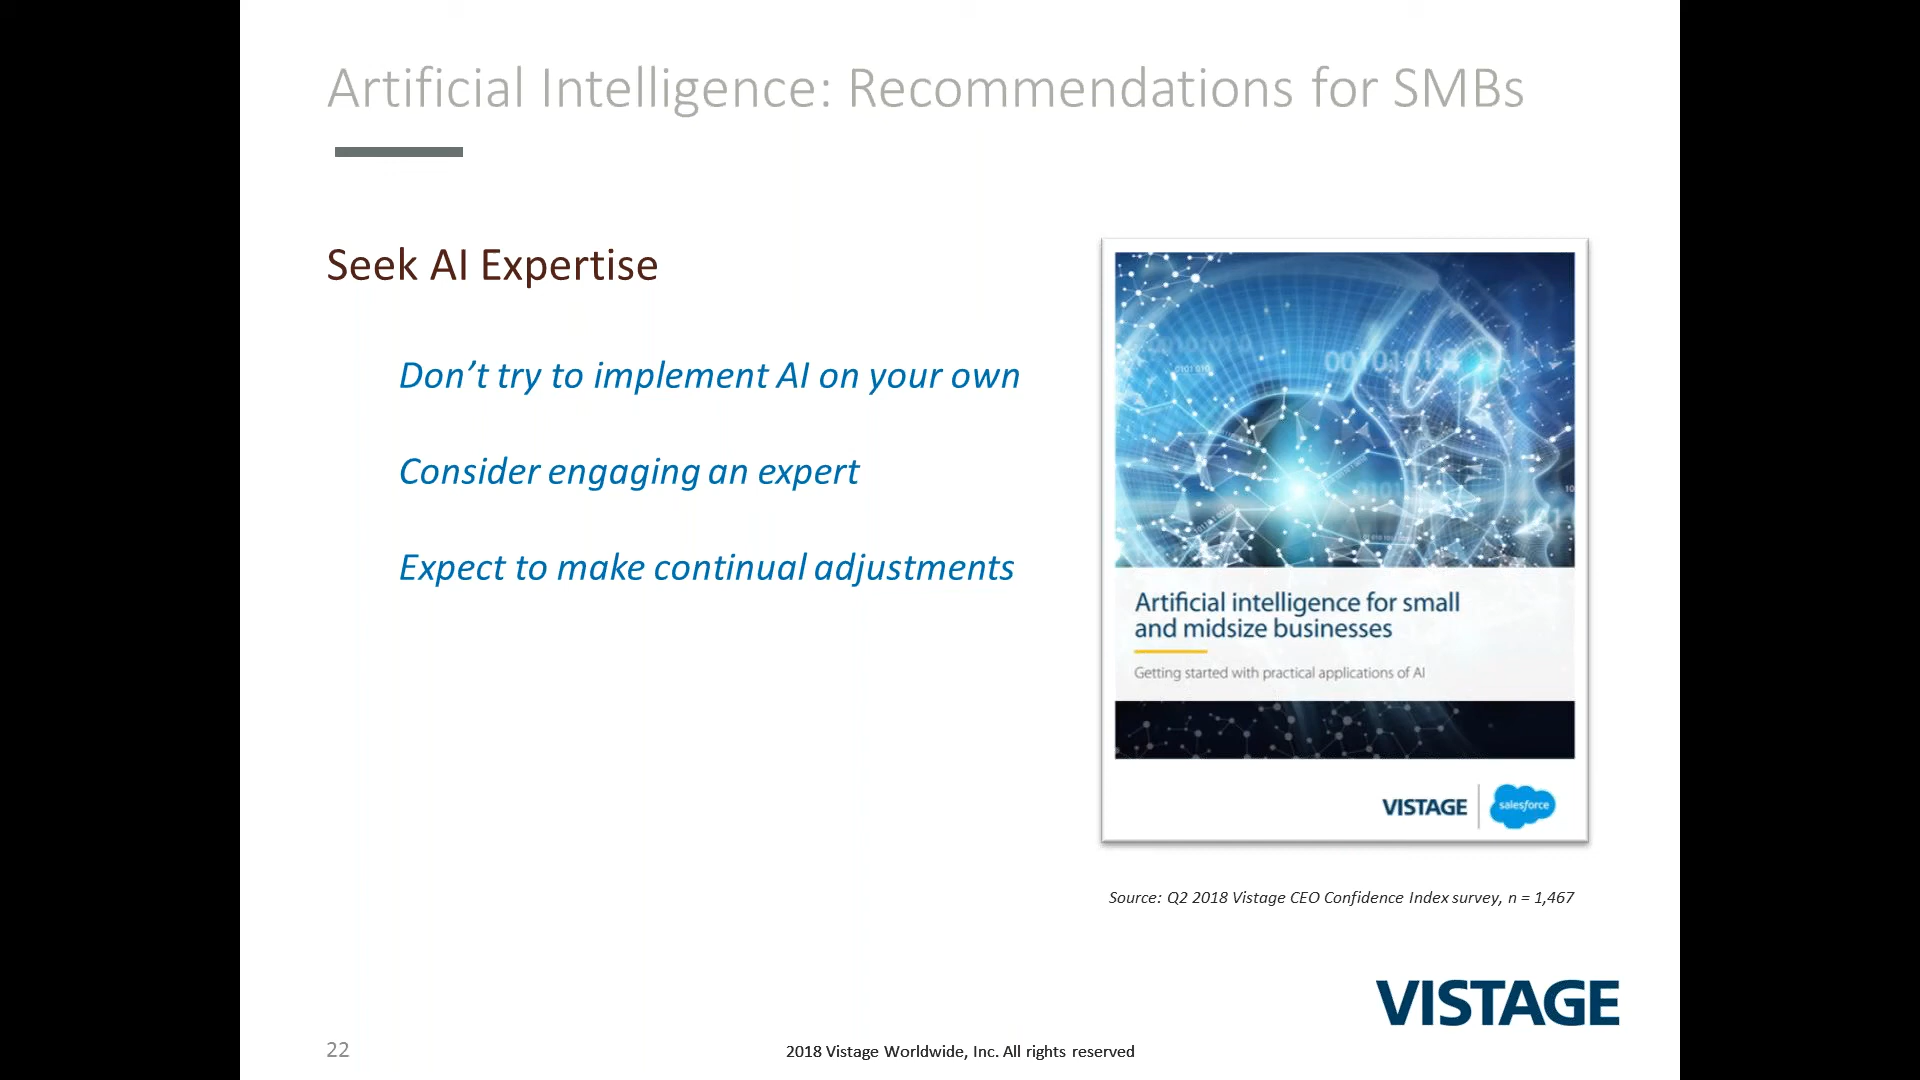 Artificial Intelligence: Recommendations for SMBs
Seek AI Expertise
Don’t try to implement AI on your own
Consider engaging an expert
Expect to make continual adjustments
00101010
0101 010
Artificial intelligence for small
and midsize businesses
Getting started with practical applications of AI
VISTAGE
salesforce
Source: Q2 2018 Vistage CEO Confidence Index survey, n = 1,467
VISTAGE
22
2018 Vistage Worldwide, Inc. All rights reserved